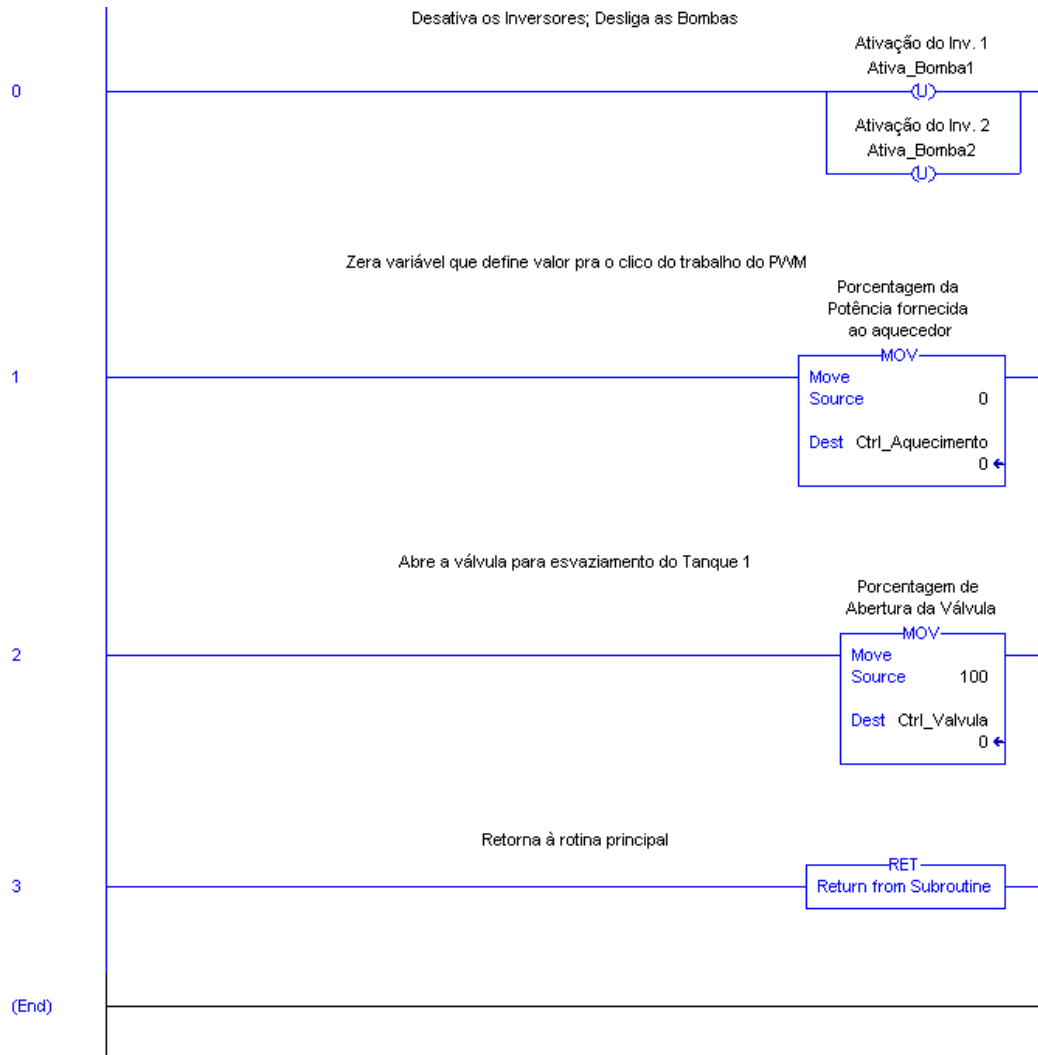 Desativa os Inversores; Desliga as Bombas
Ativação do Inv. 1
Ativa_Bomba1
0
(U)
Ativação do Inv. 2
Ativa_Bomba2
(U)
Zera variável que define valor pra o clico do trabalho do PWM
Porcentagem da
Potência fornecida
ao aquecedor
MOV
1
Move
Source 0
Dest Ctrl_Aquecimento
0
Abre a válvula para esvaziamento do Tanque 1
Porcentagem de
Abertura da Válvula
MOV
2
Move
Source 100
Dest Ctrl_Valvula
0
Retorna à rotina principal
RET
3
Return from Subroutine
(End)